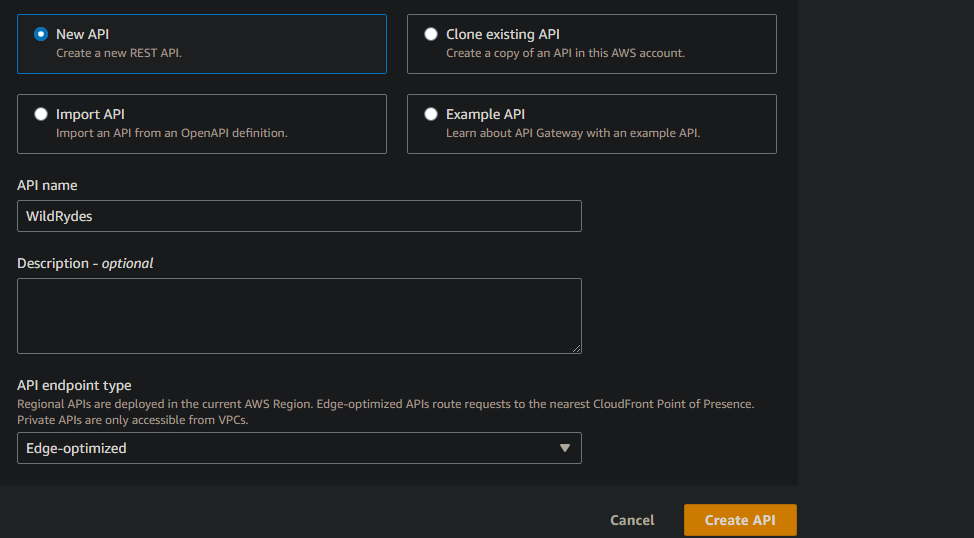 New API
Create a new REST API.
Clone existing API
Create a copy of an API in this AWS account.
Import API
Import an API from an OpenAPI definition.
Example API
Learn about API Gateway with an example API.
API name
WildRydes
Description - optional
API endpoint type
Regional APIs are deployed in the current AWS Region. Edge-optimized APIs route requests to the nearest CloudFront Point of Presence.
Private APIs are only accessible from VPCs.
Edge-optimized
Cancel
Create API